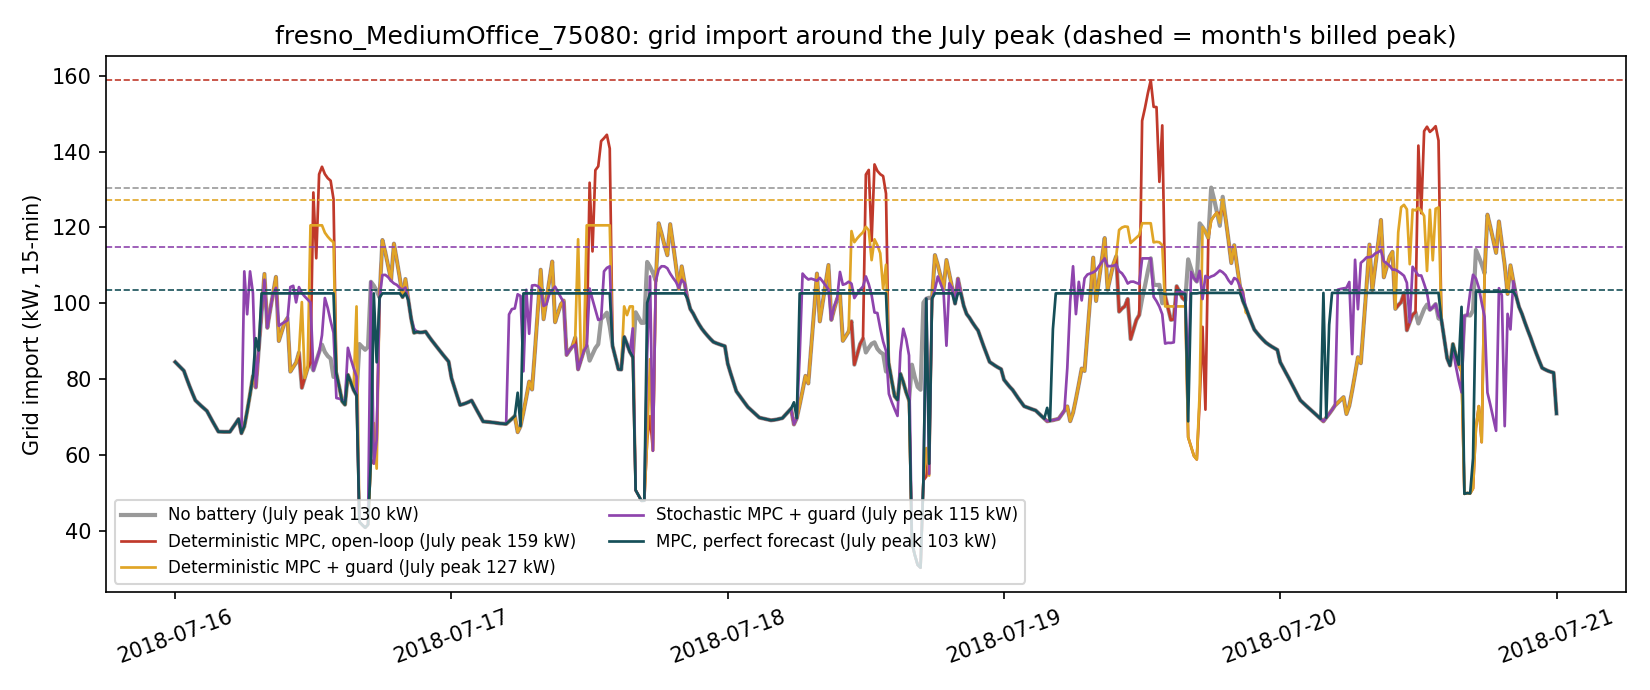 fresno_MediumOffice_75080: grid import around the July peak (dashed = month's billed peak)
Grid import (kW, 15-min)
160
140
120
100
80
60
40
No battery (July peak 130 kW)
Deterministic MPC, open-loop (July peak 159 kW)
Deterministic MPC + guard (July peak 127 kW)
Stochastic MPC + guard (July peak 115 kW)
MPC, perfect forecast (July peak 103 kW)
2018-07-16
2018-07-17
2018-07-18
2018-07-19
2018-07-20
2018-07-21